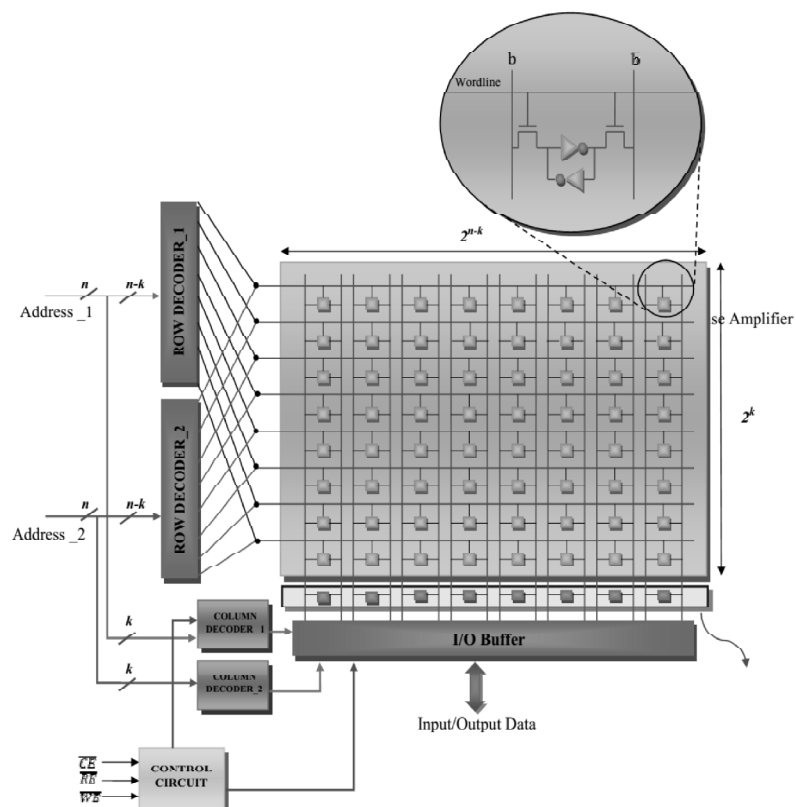 b b
Wordline
2^{n-k}
ROW DECODER_1
n n-k
Address _1
se Amplifier
2^k
ROW DECODER_2
n n-k
Address _2
k
COLUMN
DECODER_1
I/O Buffer
k
COLUMN
DECODER_2
Input/Output Data
CE
RE
WE
CONTROL
CIRCUIT